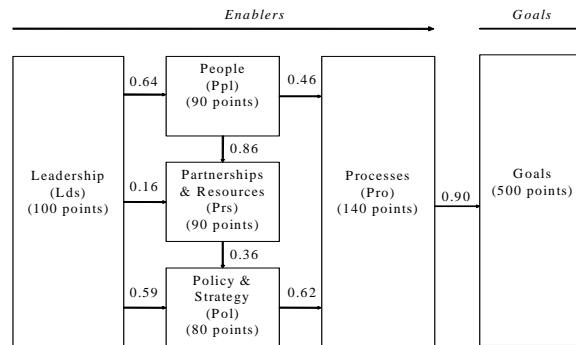 Enablers
Goals
0.64
People
(Ppl)
(90 points)
0.46
0.86
Leadership
(Lds)
(100 points)
0.16
Partnerships
& Resources
(Prs)
(90 points)
Processes
(Pro)
(140 points)
0.90
Goals
(500 points)
0.36
0.59
Policy &
Strategy
(Pol)
(80 points)
0.62